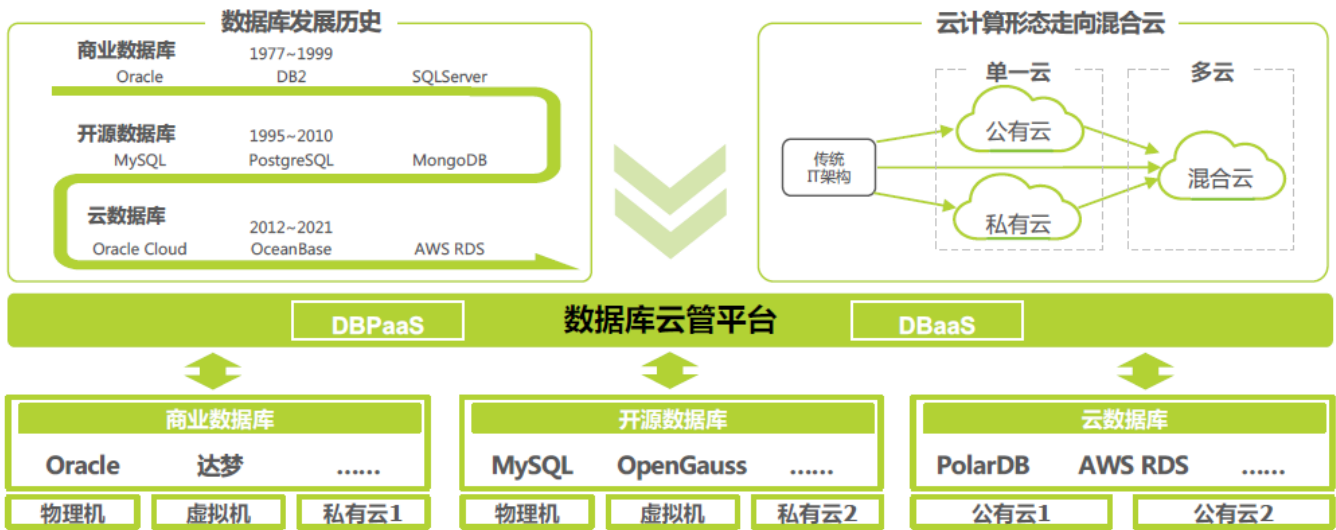 数据库发展历史
商业数据库 1977~1999
Oracle DB2 SQLServer
开源数据库 1995~2010
MySQL PostgreSQL MongoDB
云数据库 2012~2021
Oracle Cloud OceanBase AWS RDS
云计算形态走向混合云
单一云 多云
公有云
传统
IT架构
混合云
私有云
DBPaaS 数据库云管平台 DBaaS
商业数据库
Oracle 达梦 ......
物理机 虚拟机 私有云1
开源数据库
MySQL OpenGauss ......
物理机 虚拟机 私有云2
云数据库
PolarDB AWS RDS ......
公有云1 公有云2